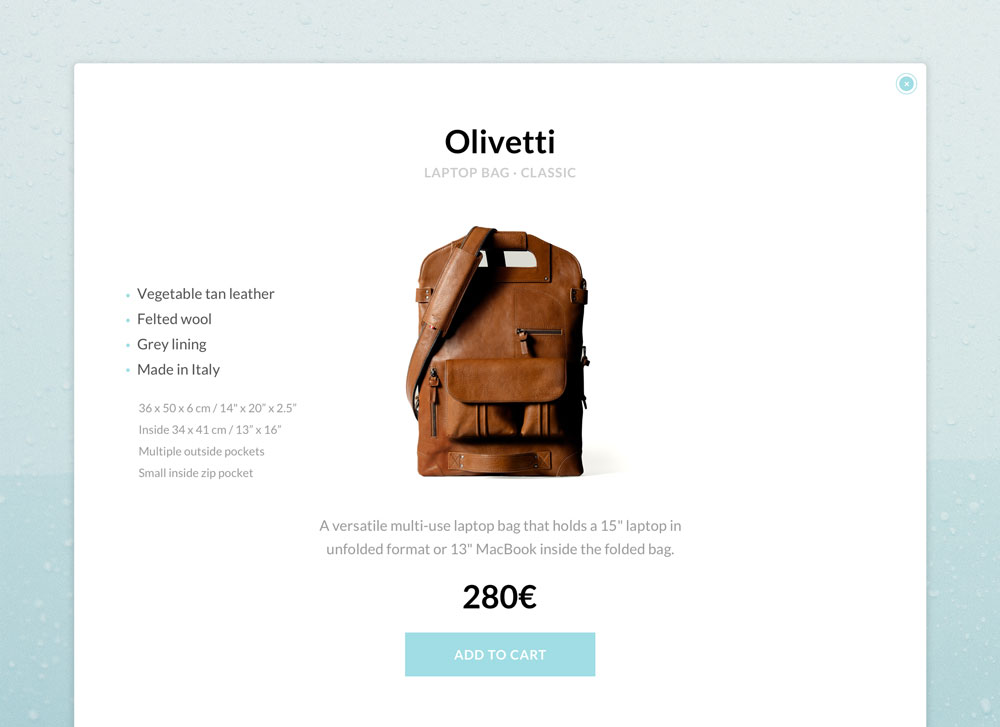 Olivetti
LAPTOP BAG · CLASSIC
Vegetable tan leather
Felted wool
Grey lining
Made in Italy
36 x 50 x 6 cm / 14” x 20” x 2.5”
Inside 34 x 41 cm / 13” x 16”
Multiple outside pockets
Small inside zip pocket
A versatile multi-use laptop bag that holds a 15" laptop in
unfolded format or 13" MacBook inside the folded bag.
280€
ADD TO CART